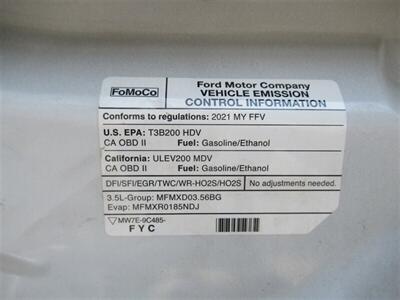 FoMoCo
Ford Motor Company
VEHICLE EMISSION
CONTROL INFORMATION
Conforms to regulations: 2021 MY FFV
U.S. EPA: T3B200 HDV
CA OBD II Fuel: Gasoline/Ethanol
California: ULEV200 MDV
CA OBD II Fuel: Gasoline/Ethanol
DFI/SFI/EGR/TWC/WR-HO2S/HO2S No adjustments needed.
3.5L-Group: MFMXD03.56BG
Evap: MFMXR0185NDJ
MW7E-9C485-
F Y C